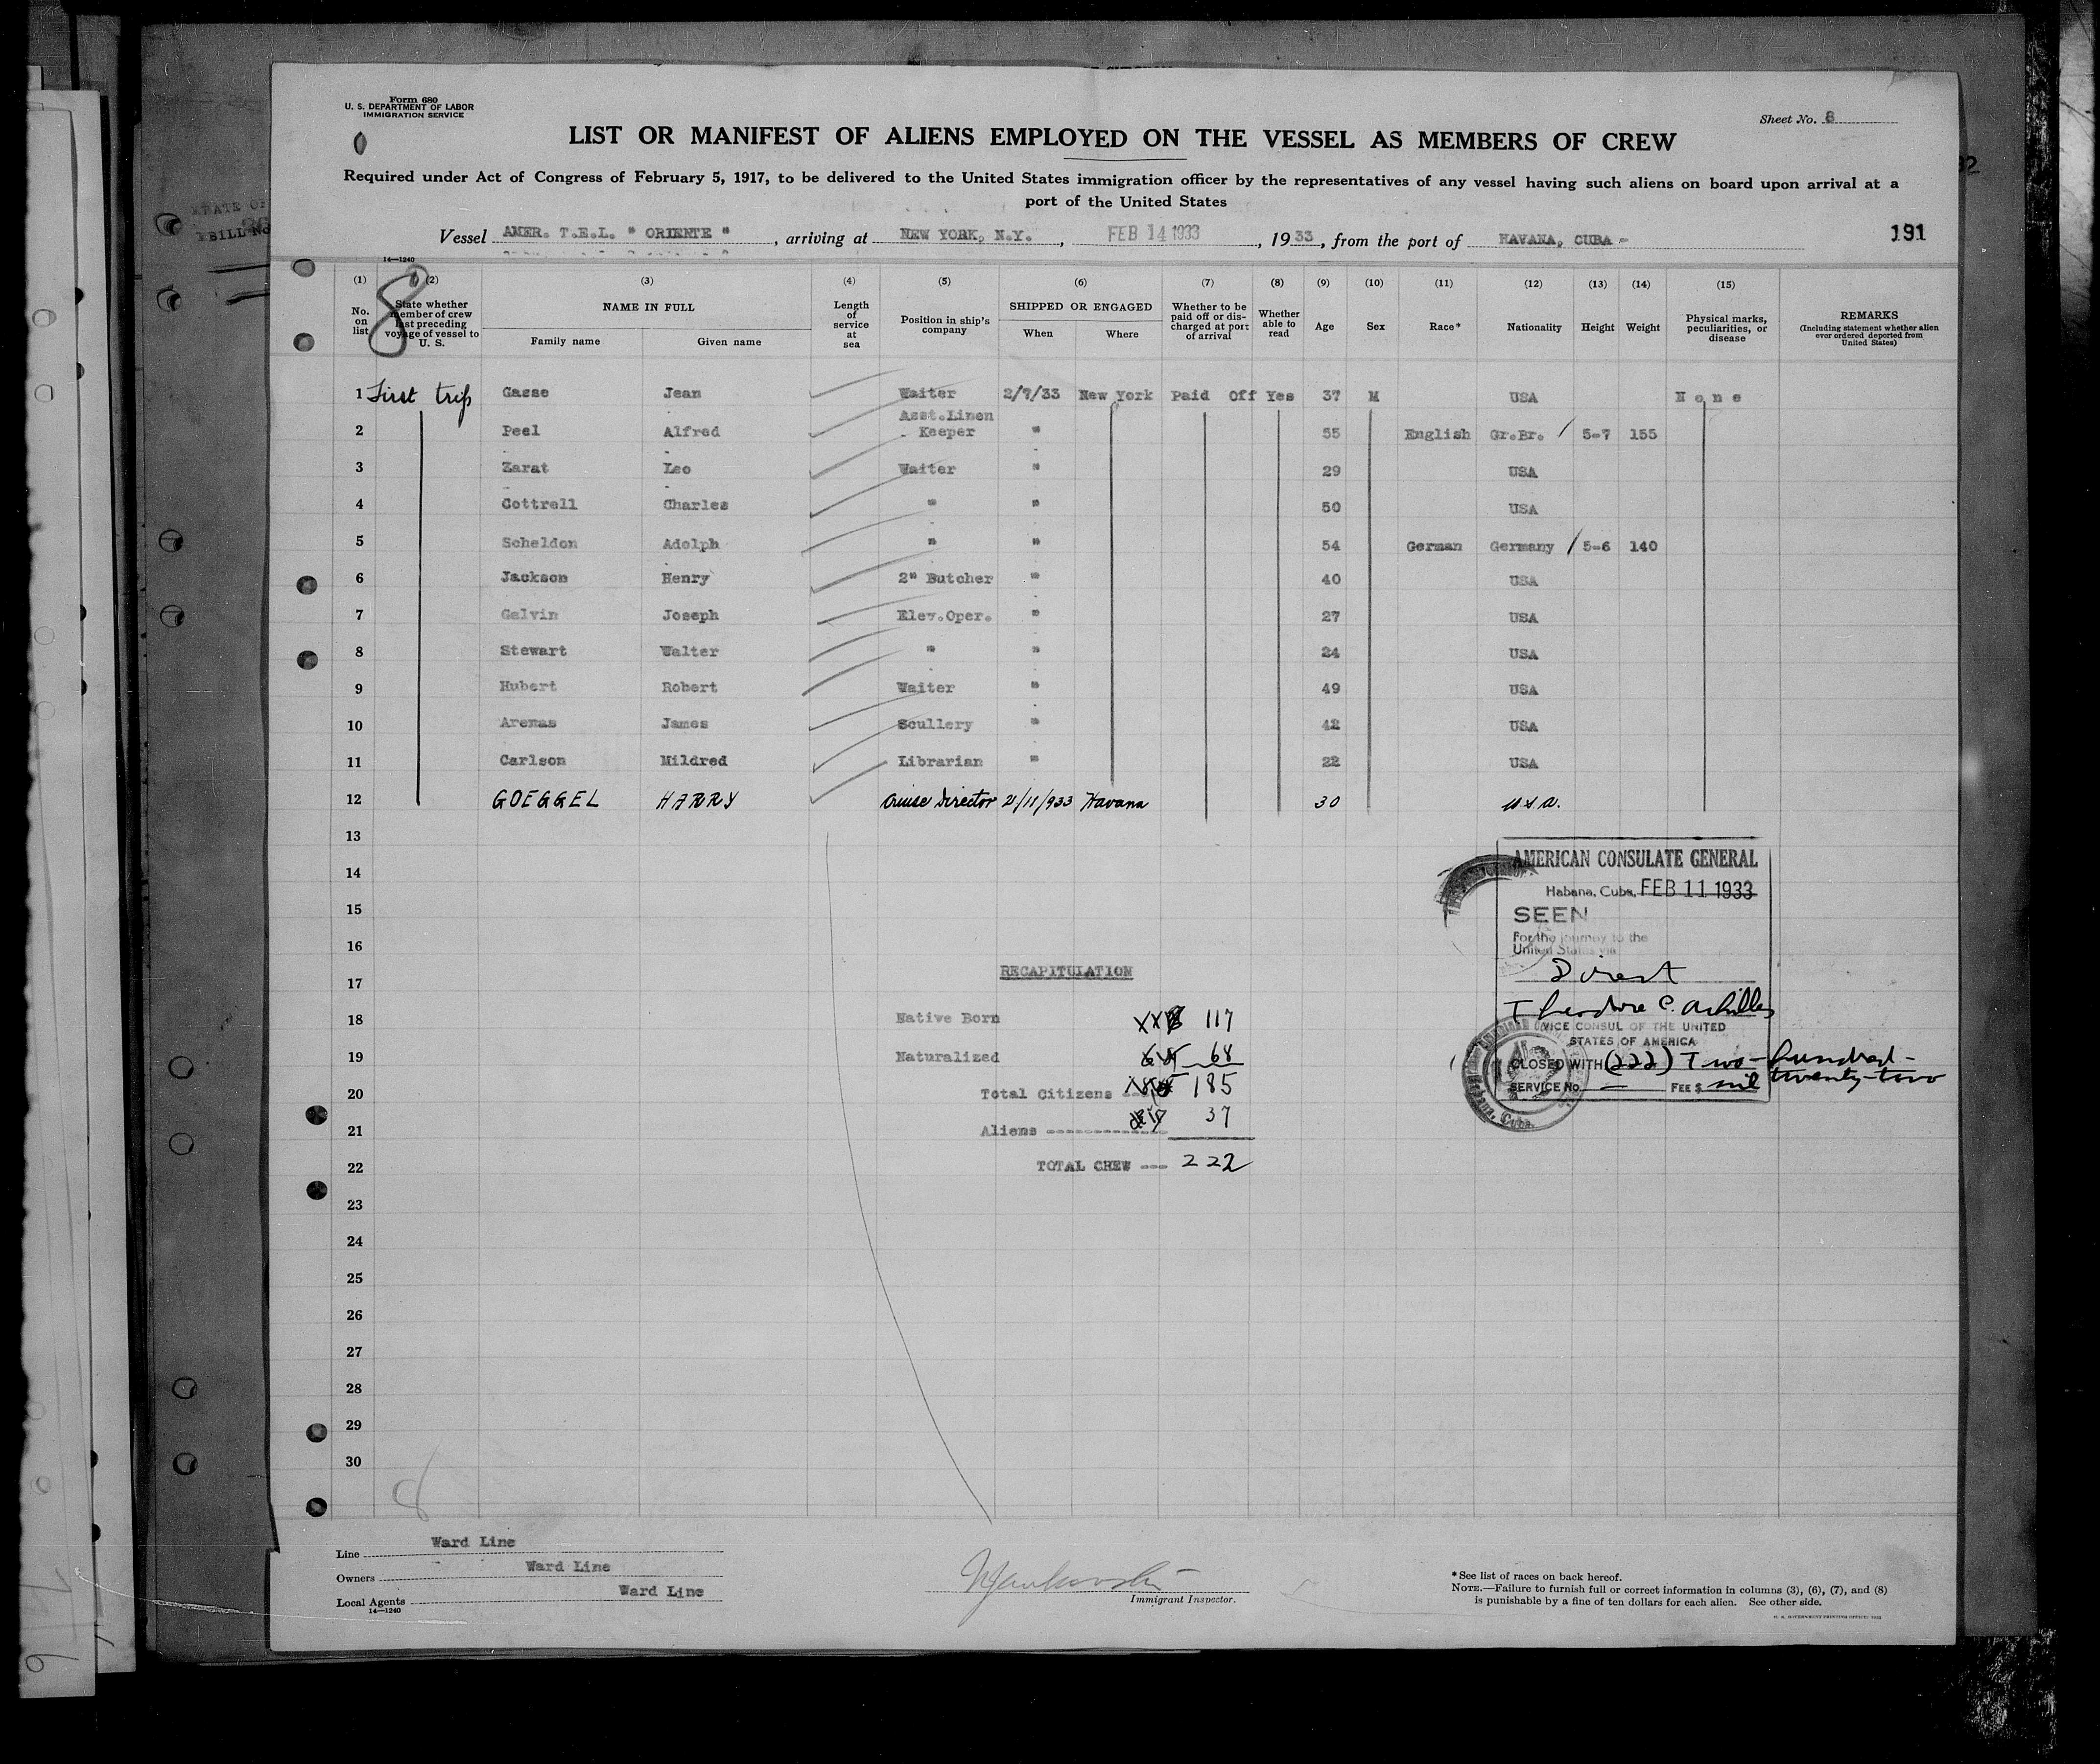 Form 680
U. S. DEPARTMENT OF LABOR
IMMIGRATION SERVICE
Sheet No. 8
LIST OR MANIFEST OF ALIENS EMPLOYED ON THE VESSEL AS MEMBERS OF CREW
Required under Act of Congress of February 5, 1917, to be delivered to the United States immigration officer by the representatives of any vessel having such aliens on board upon arrival at a
port of the United States
Vessel AMER. T.E.L. " ORIENTE ", arriving at NEW YORK, N.Y., FEB 14 1933, 1933, from the port of HAVANA, CUBA - 191
14-1240
8
(1) (2) (3) (4) (5) (6) (7) (8) (9) (10) (11) (12) (13) (14) (15)
No. on list
State whether member of crew last preceding voyage of vessel to U. S.
NAME IN FULL
Family name Given name
Length of service at sea
Position in ship's company
SHIPPED OR ENGAGED
When Where
Whether to be paid off or discharged at port of arrival
Whether able to read
Age
Sex
Race*
Nationality
Height
Weight
Physical marks, peculiarities, or disease
REMARKS
(Including statement whether alien ever ordered deported from United States)
1 First trip Gasse Jean Waiter 2/7/33 New York Paid Off Yes 37 M USA None
2 Peel Alfred Asst.Linen Keeper " 55 English Gr.Br. / 5-7 155
3 Zarat Leo Waiter " 29 USA
4 Cottrell Charles " " 50 USA
5 Scheldon Adolph " " 54 German Germany / 5-6 140
6 Jackson Henry 2" Butcher " 40 USA
7 Galvin Joseph Elev.Oper. " 27 USA
8 Stewart Walter " " 24 USA
9 Hubert Robert Waiter " 49 USA
10 Arenas James Scullery " 42 USA
11 Carlson Mildred Librarian " 22 USA
12 GOEGGEL HARRY Cruise Director 2/11/933 Havana 30 U.S.A.
13
14
15
16
17
18
19
20
21
22
23
24
25
26
27
28
29
30
RECAPITULATION
Native Born 117
Naturalized 68
Total Citizens --- 185
Aliens ------------- 37
TOTAL CREW --- 222
AMERICAN CONSULATE GENERAL
Habana, Cuba, FEB 11 1933
SEEN
For the journey to the
United States via
Direct
Theodore C. Achilles
VICE CONSUL OF THE UNITED
STATES OF AMERICA
CLOSED WITH (222) Two-hundred-
twenty-two
SERVICE No. — FEE $ nil
Habana, Cuba.
8
Line Ward Line
Owners Ward Line
Local Agents Ward Line
14-1240
Immigrant Inspector.
*See list of races on back hereof.
NOTE.—Failure to furnish full or correct information in columns (3), (6), (7), and (8)
is punishable by a fine of ten dollars for each alien. See other side.